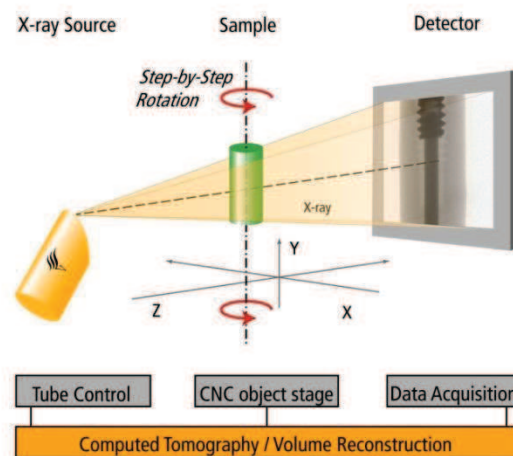 X-ray Source
Sample
Detector
Step-by-Step
Rotation
X-ray
Y
Z
X
Tube Control
CNC object stage
Data Acquisition
Computed Tomography / Volume Reconstruction